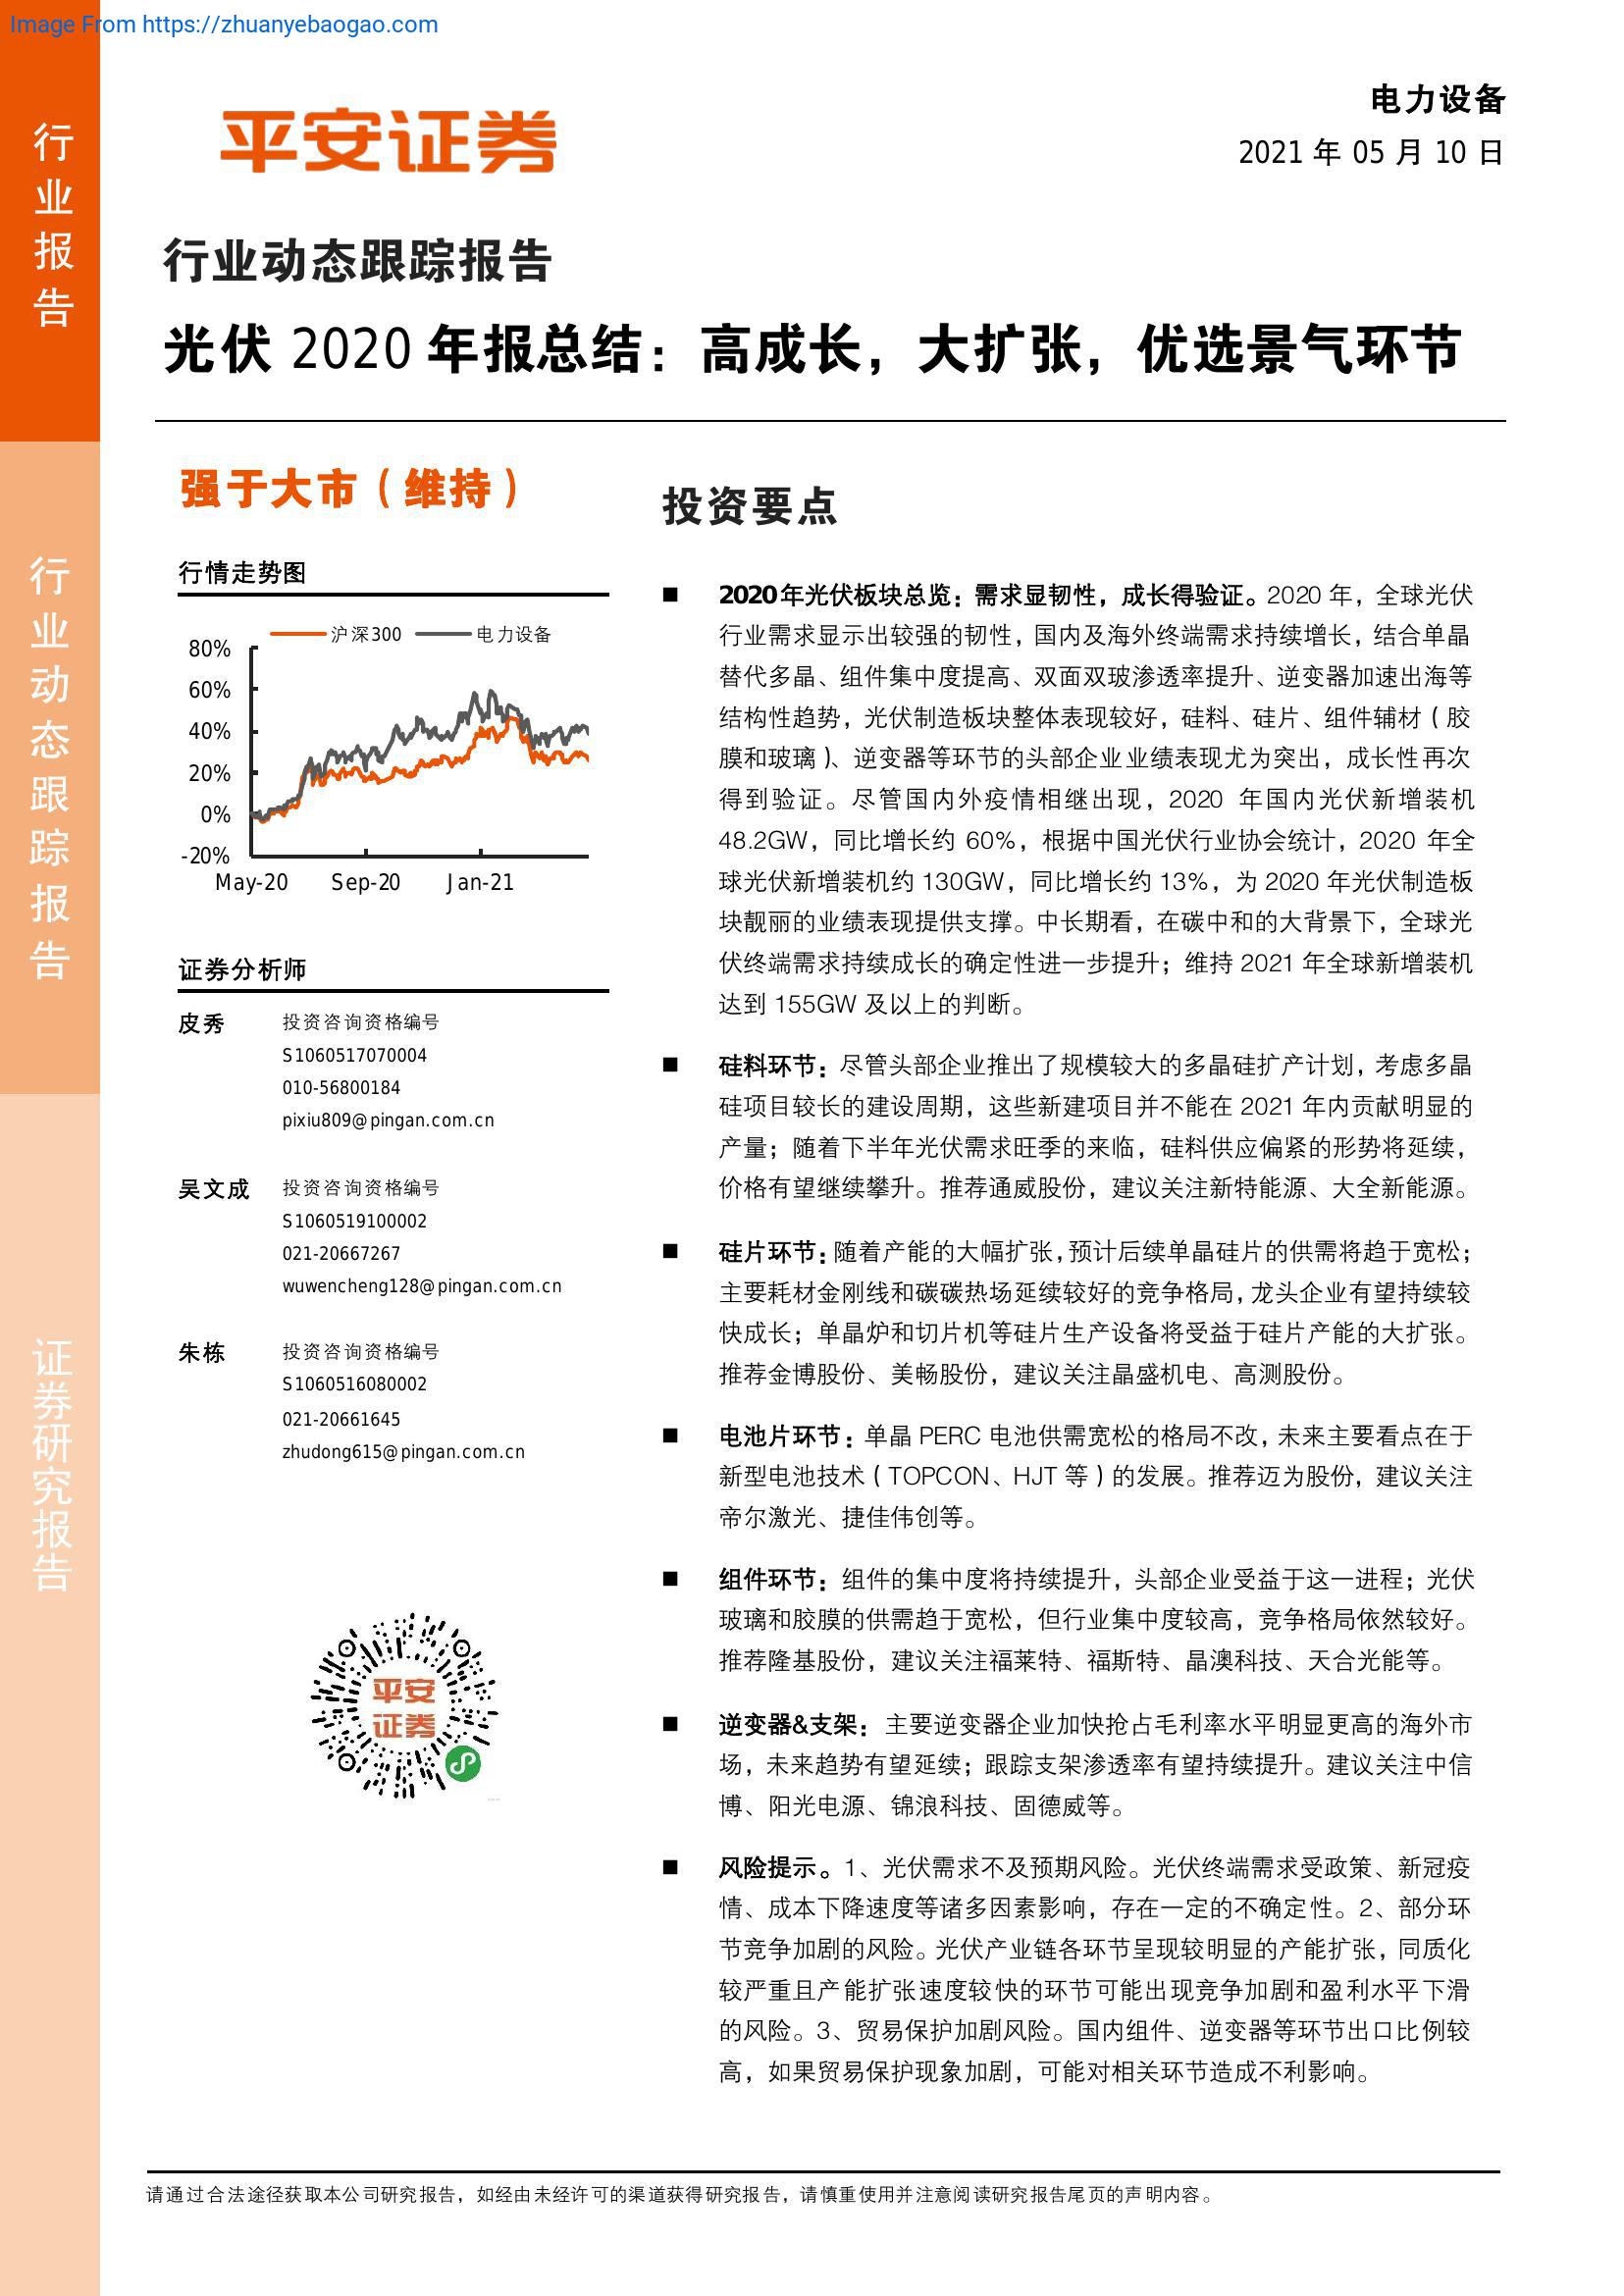 Image From https://zhuanyebaogao.com
行业报告
行业动态跟踪报告
证券研究报告
平安证券
电力设备
2021 年 05 月 10 日
行业动态跟踪报告
光伏 2020 年报总结：高成长，大扩张，优选景气环节
强于大市（维持）
行情走势图
沪深300 电力设备
80%
60%
40%
20%
0%
-20%
May-20 Sep-20 Jan-21
证券分析师
皮秀 投资咨询资格编号
S1060517070004
010-56800184
pixiu809@pingan.com.cn
吴文成 投资咨询资格编号
S1060519100002
021-20667267
wuwencheng128@pingan.com.cn
朱栋 投资咨询资格编号
S1060516080002
021-20661645
zhudong615@pingan.com.cn
平安
证券
投资要点
■ 2020年光伏板块总览：需求显韧性，成长得验证。2020 年，全球光伏
行业需求显示出较强的韧性，国内及海外终端需求持续增长，结合单晶
替代多晶、组件集中度提高、双面双玻渗透率提升、逆变器加速出海等
结构性趋势，光伏制造板块整体表现较好，硅料、硅片、组件辅材（胶
膜和玻璃）、逆变器等环节的头部企业业绩表现尤为突出，成长性再次
得到验证。尽管国内外疫情相继出现，2020 年国内光伏新增装机
48.2GW，同比增长约 60%，根据中国光伏行业协会统计，2020 年全
球光伏新增装机约 130GW，同比增长约 13%，为 2020 年光伏制造板
块靓丽的业绩表现提供支撑。中长期看，在碳中和的大背景下，全球光
伏终端需求持续成长的确定性进一步提升；维持 2021 年全球新增装机
达到 155GW 及以上的判断。
■ 硅料环节：尽管头部企业推出了规模较大的多晶硅扩产计划，考虑多晶
硅项目较长的建设周期，这些新建项目并不能在 2021 年内贡献明显的
产量；随着下半年光伏需求旺季的来临，硅料供应偏紧的形势将延续，
价格有望继续攀升。推荐通威股份，建议关注新特能源、大全新能源。
■ 硅片环节：随着产能的大幅扩张，预计后续单晶硅片的供需将趋于宽松；
主要耗材金刚线和碳碳热场延续较好的竞争格局，龙头企业有望持续较
快成长；单晶炉和切片机等硅片生产设备将受益于硅片产能的大扩张。
推荐金博股份、美畅股份，建议关注晶盛机电、高测股份。
■ 电池片环节：单晶 PERC 电池供需宽松的格局不改，未来主要看点在于
新型电池技术（TOPCON、HJT 等）的发展。推荐迈为股份，建议关注
帝尔激光、捷佳伟创等。
■ 组件环节：组件的集中度将持续提升，头部企业受益于这一进程；光伏
玻璃和胶膜的供需趋于宽松，但行业集中度较高，竞争格局依然较好。
推荐隆基股份，建议关注福莱特、福斯特、晶澳科技、天合光能等。
■ 逆变器&支架：主要逆变器企业加快抢占毛利率水平明显更高的海外市
场，未来趋势有望延续；跟踪支架渗透率有望持续提升。建议关注中信
博、阳光电源、锦浪科技、固德威等。
■ 风险提示。1、光伏需求不及预期风险。光伏终端需求受政策、新冠疫
情、成本下降速度等诸多因素影响，存在一定的不确定性。2、部分环
节竞争加剧的风险。光伏产业链各环节呈现较明显的产能扩张，同质化
较严重且产能扩张速度较快的环节可能出现竞争加剧和盈利水平下滑
的风险。3、贸易保护加剧风险。国内组件、逆变器等环节出口比例较
高，如果贸易保护现象加剧，可能对相关环节造成不利影响。
请通过合法途径获取本公司研究报告，如经由未经许可的渠道获得研究报告，请慎重使用并注意阅读研究报告尾页的声明内容。